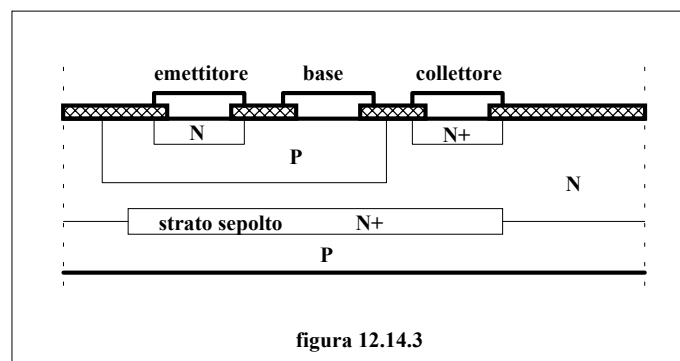 emettitore base collettore
N N+
P
N
strato sepolto N+
P
figura 12.14.3